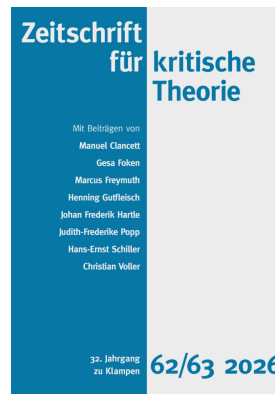 Zeitschrift
für kritische
Theorie
Mit Beiträgen von
Manuel Clancett
Gesa Foken
Marcus Freymuth
Henning Gutfleisch
Johan Frederik Hartle
Judith-Frederike Popp
Hans-Ernst Schiller
Christian Voller
32. Jahrgang
zu Klampen
62/63 2026